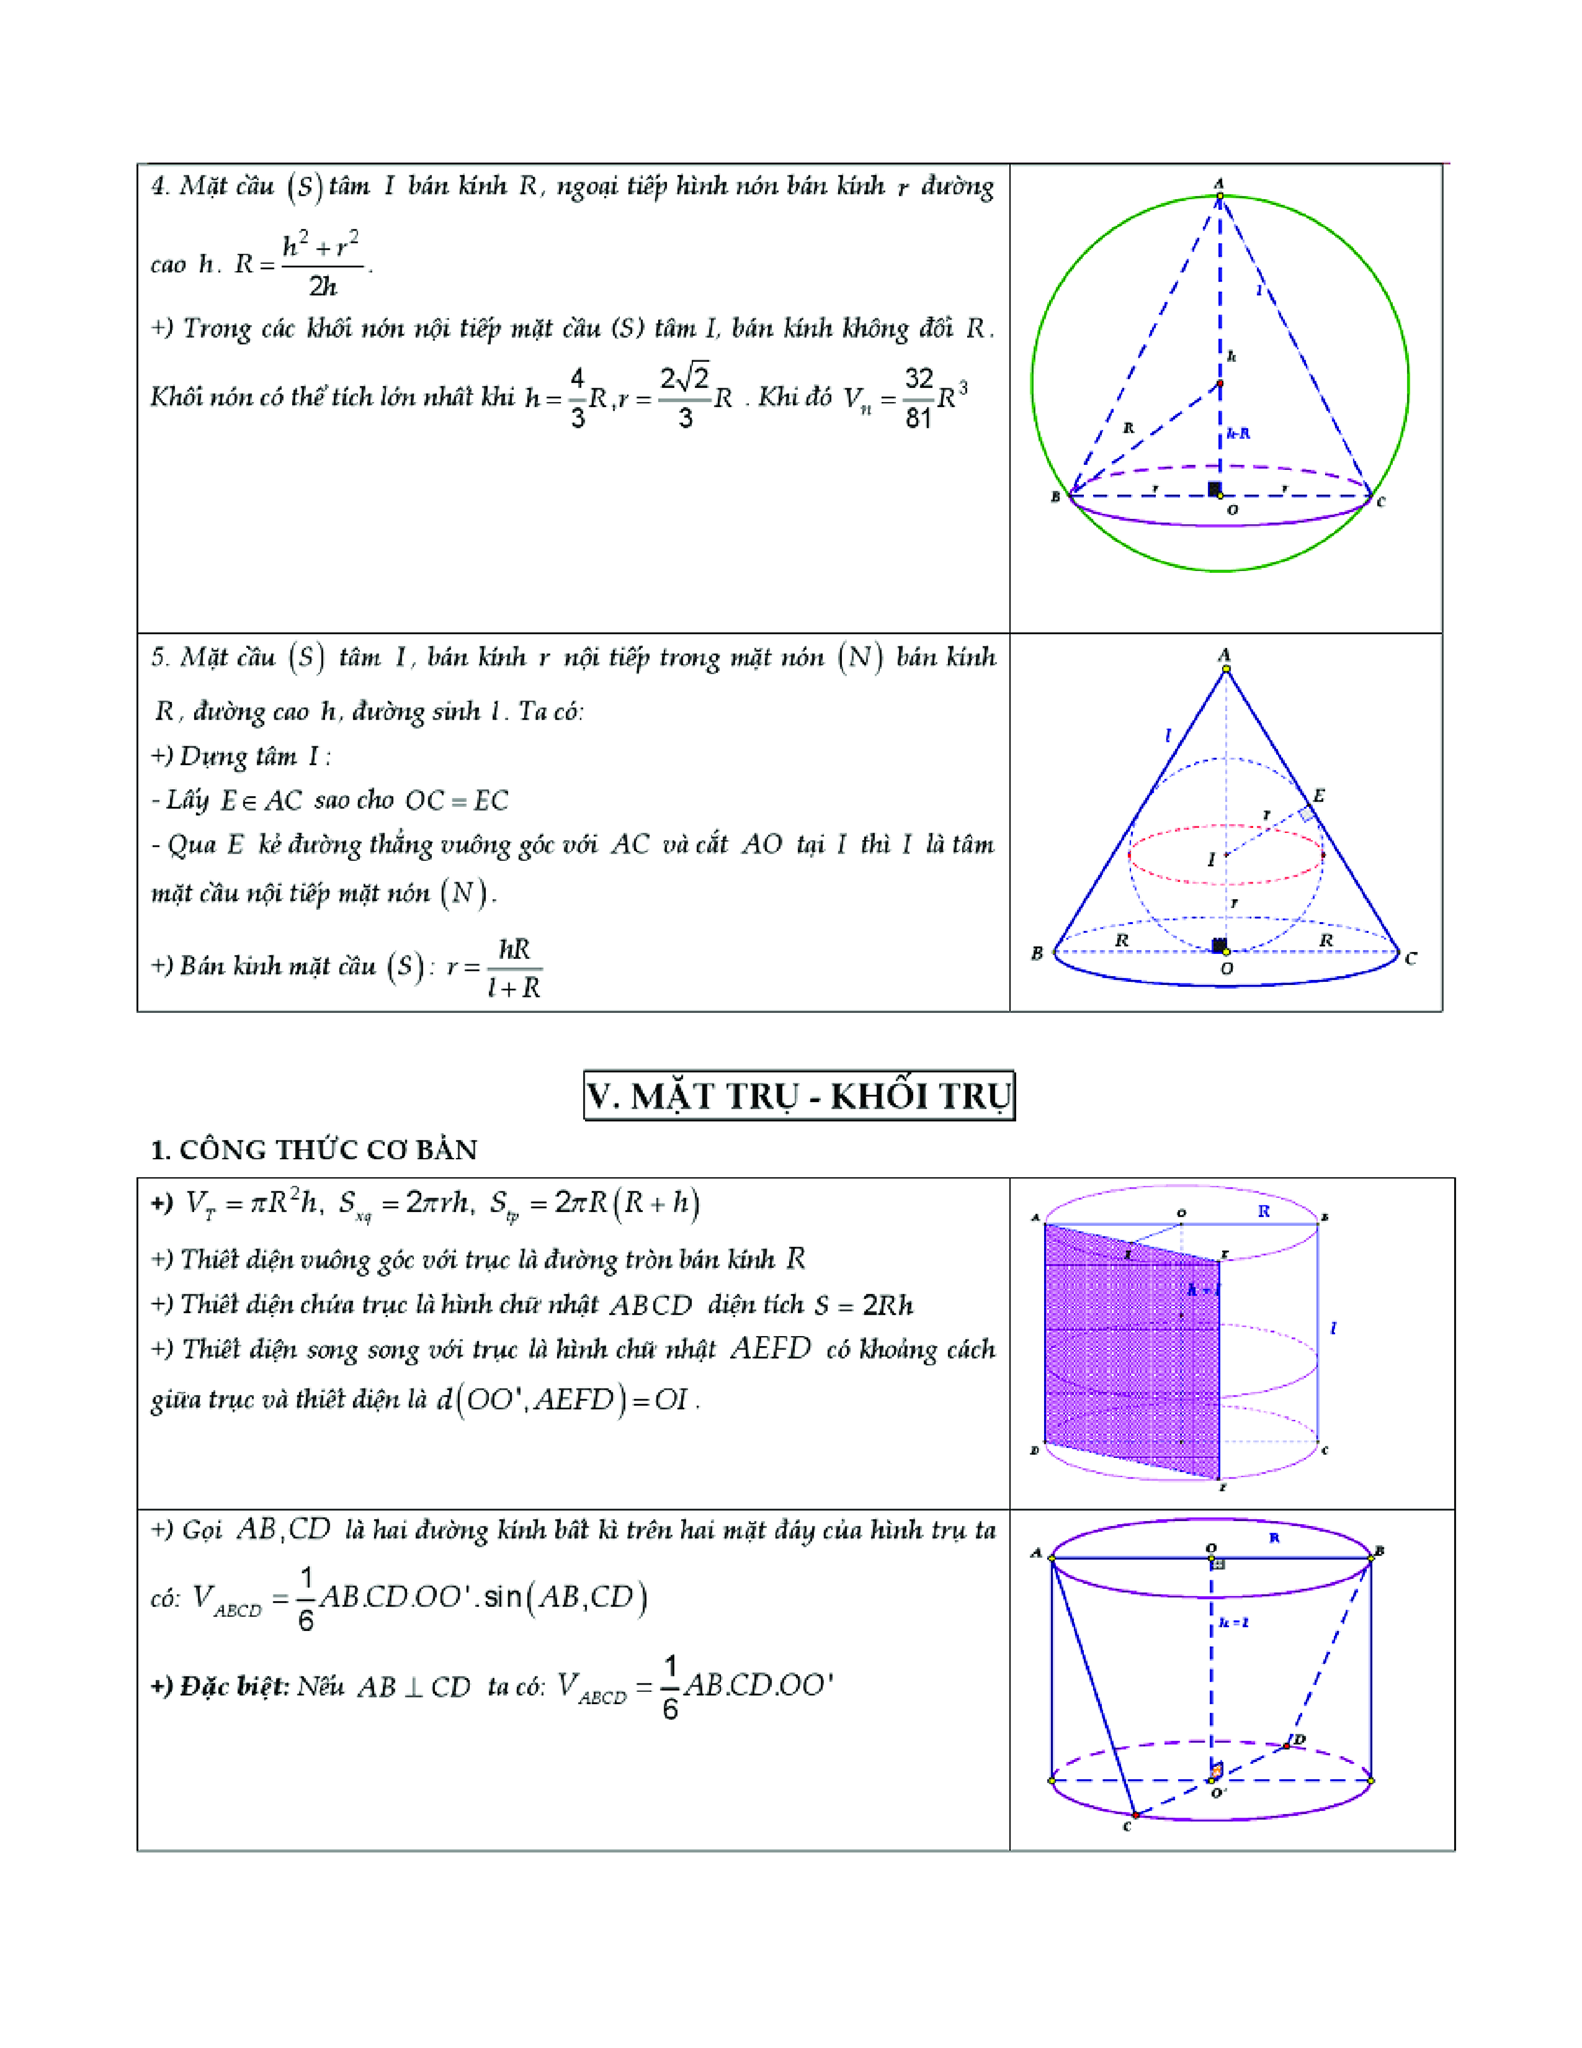 4. Mặt cầu (S) tâm I bán kính R, ngoại tiếp hình nón bán kính r đường
cao h. R = \frac{h^2 + r^2}{2h}.
+) Trong các khối nón nội tiếp mặt cầu (S) tâm I, bán kính không đổi R.
Khối nón có thể tích lớn nhất khi h = \frac{4}{3}R, r = \frac{2\sqrt{2}}{3}R . Khi đó V_n = \frac{32}{81}R^3
A
l
h
R
h-R
B
r
r
C
O
5. Mặt cầu (S) tâm I, bán kính r nội tiếp trong mặt nón (N) bán kính
R, đường cao h, đường sinh l. Ta có:
+) Dựng tâm I :
- Lấy E ∈ AC sao cho OC = EC
- Qua E kẻ đường thẳng vuông góc với AC và cắt AO tại I thì I là tâm
mặt cầu nội tiếp mặt nón (N).
+) Bán kinh mặt cầu (S): r = \frac{hR}{l + R}
A
l
E
r
I
r
R
R
B
O
C
V. MẶT TRỤ - KHỐI TRỤ
1. CÔNG THỨC CƠ BẢN
+) V_T = πR^2h, S_{xq} = 2πrh, S_{tp} = 2πR(R + h)
+) Thiết diện vuông góc với trục là đường tròn bán kính R
+) Thiết diện chứa trục là hình chữ nhật ABCD diện tích S = 2Rh
+) Thiết diện song song với trục là hình chữ nhật AEFD có khoảng cách
giữa trục và thiết diện là d(OO', AEFD) = OI .
A
O
R
B
h = l
l
D
C
F
+) Gọi AB, CD là hai đường kính bất kì trên hai mặt đáy của hình trụ ta
có: V_{ABCD} = \frac{1}{6}AB.CD.OO'.sin(AB, CD)
+) Đặc biệt: Nếu AB ⊥ CD ta có: V_{ABCD} = \frac{1}{6}AB.CD.OO'
A
O
R
B
h = l
D
O'
C